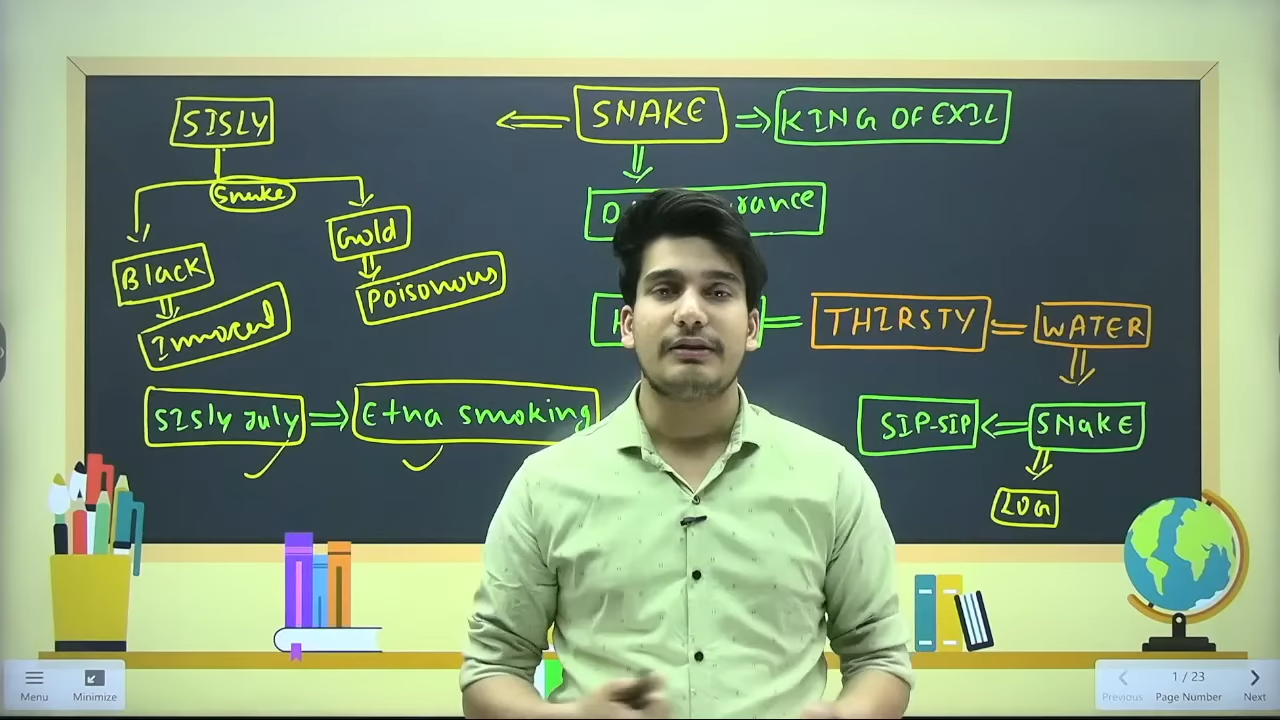 SISLY
Snake
Black
Gold
Poisonous
SNAKE
KING OF EXIL
rance
THIRSTY
WATER
SISLY July
Etna smoking
SIP-SIP
SNAKE
LOG
Menu
Minimize
1 / 23
Previous
Page Number
Next